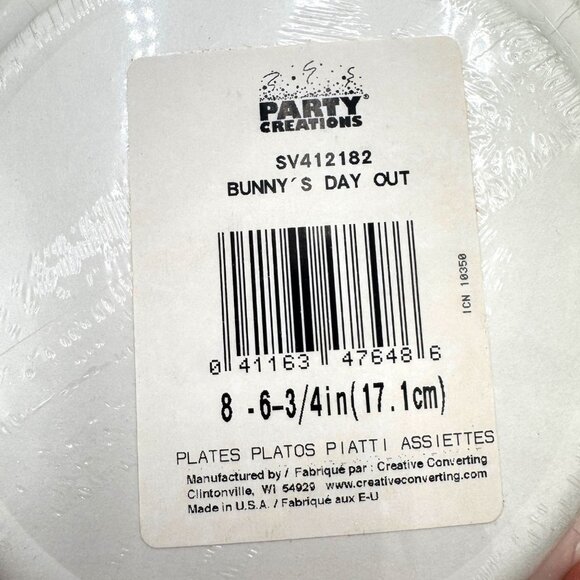 PARTY®
CREATIONS
SV412182
BUNNY'S DAY OUT
ICN 10350
0 41163 47648 6
8 -6-3/4in(17.1cm)
PLATES PLATOS PIATTI ASSIETTES
Manufactured by / Fabriqué par : Creative Converting
Clintonville, WI 54929 www.creativeconverting.com
Made in U.S.A. / Fabriqué aux E-U